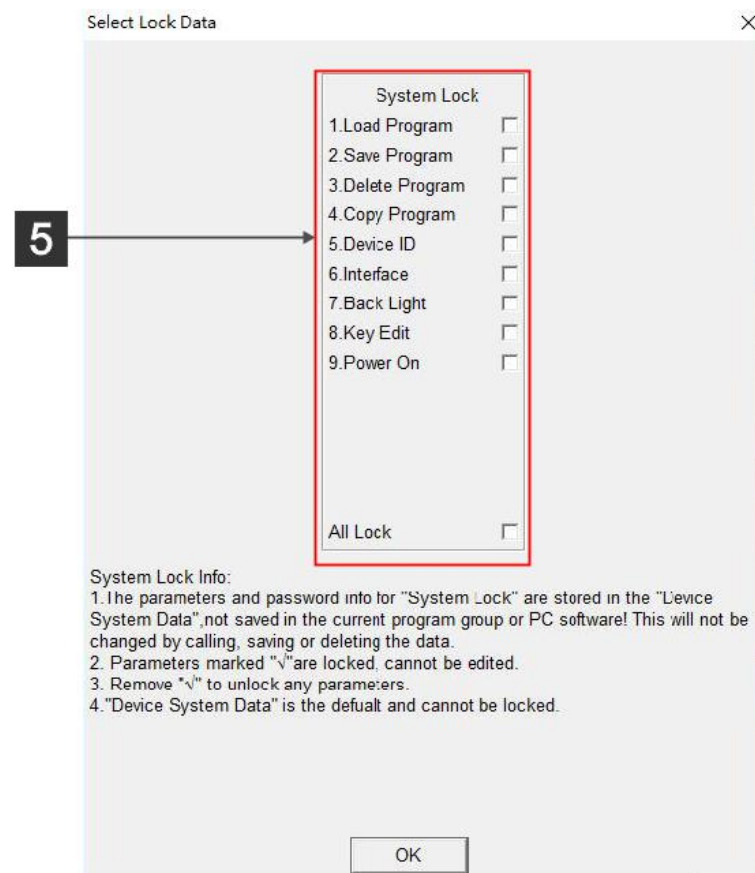 Select Lock Data
System Lock
1.Load Program
2.Save Program
3.Delete Program
4.Copy Program
5
5.Device ID
6.Interface
7.Back Light
8.Key Edit
9.Power On
All Lock
System Lock Info:
1.The parameters and password info for "System Lock" are stored in the "Device
System Data",not saved in the current program group or PC software! This will not be
changed by calling, saving or deleting the data.
2. Parameters marked "√"are locked, cannot be edited.
3. Remove "√" to unlock any parameters.
4."Device System Data" is the defualt and cannot be locked.
OK